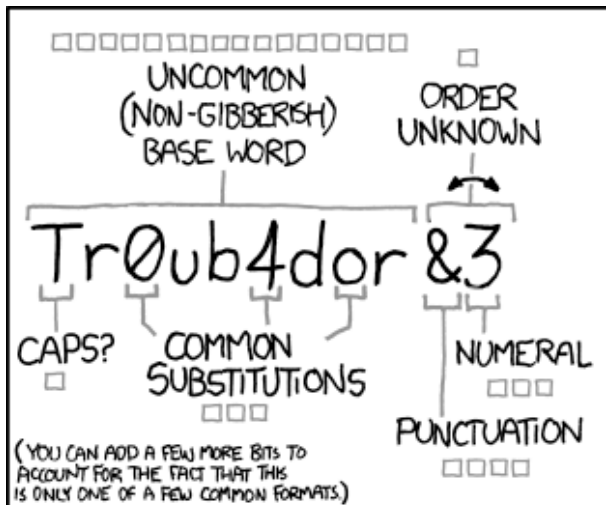 UNCOMMON
(NON-GIBBERISH)
BASE WORD
ORDER
UNKNOWN
Tr0ub4dor &3
CAPS?
COMMON
SUBSTITUTIONS
NUMERAL
PUNCTUATION
(YOU CAN ADD A FEW MORE BITS TO
ACCOUNT FOR THE FACT THAT THIS
IS ONLY ONE OF A FEW COMMON FORMATS.)